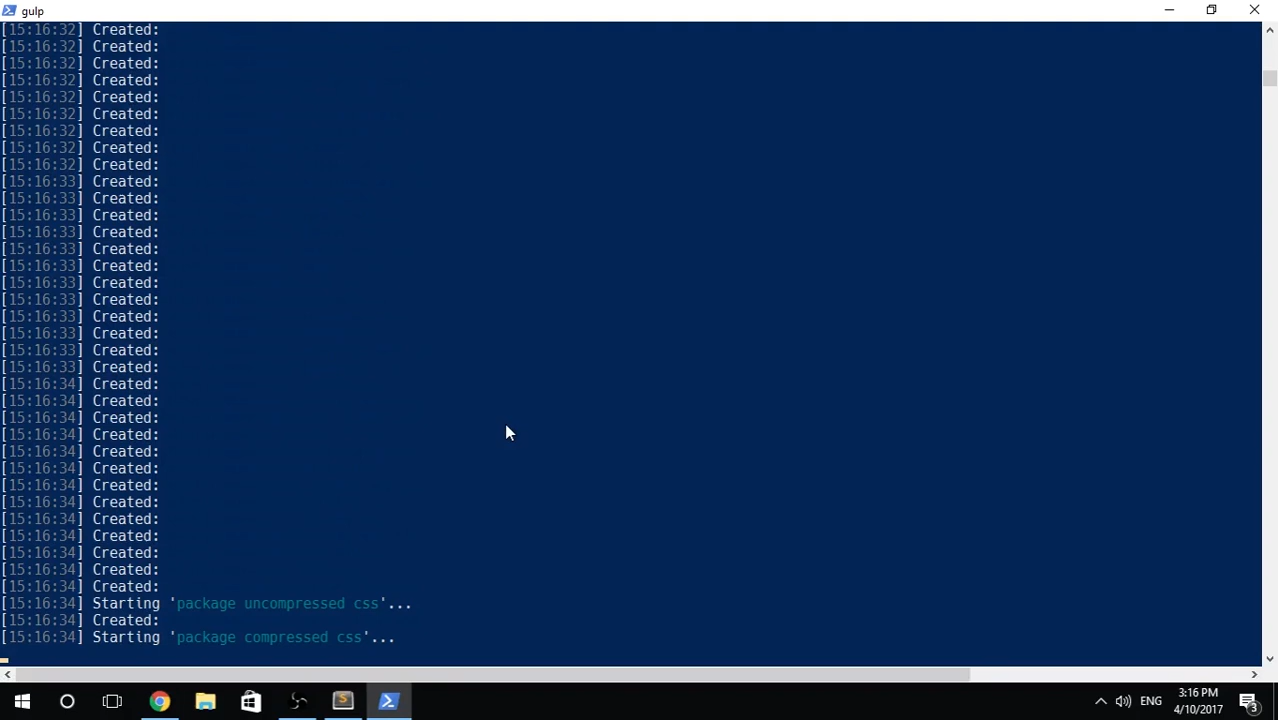 gulp
[15:16:32] Created:
[15:16:32] Created:
[15:16:32] Created:
[15:16:32] Created:
[15:16:32] Created:
[15:16:32] Created:
[15:16:32] Created:
[15:16:32] Created:
[15:16:32] Created:
[15:16:33] Created:
[15:16:33] Created:
[15:16:33] Created:
[15:16:33] Created:
[15:16:33] Created:
[15:16:33] Created:
[15:16:33] Created:
[15:16:33] Created:
[15:16:33] Created:
[15:16:33] Created:
[15:16:33] Created:
[15:16:33] Created:
[15:16:34] Created:
[15:16:34] Created:
[15:16:34] Created:
[15:16:34] Created:
[15:16:34] Created:
[15:16:34] Created:
[15:16:34] Created:
[15:16:34] Created:
[15:16:34] Created:
[15:16:34] Created:
[15:16:34] Created:
[15:16:34] Created:
[15:16:34] Created:
[15:16:34] Starting 'package uncompressed css'...
[15:16:34] Created:
[15:16:34] Starting 'package compressed css'...
ENG
3:16 PM
4/10/2017
3